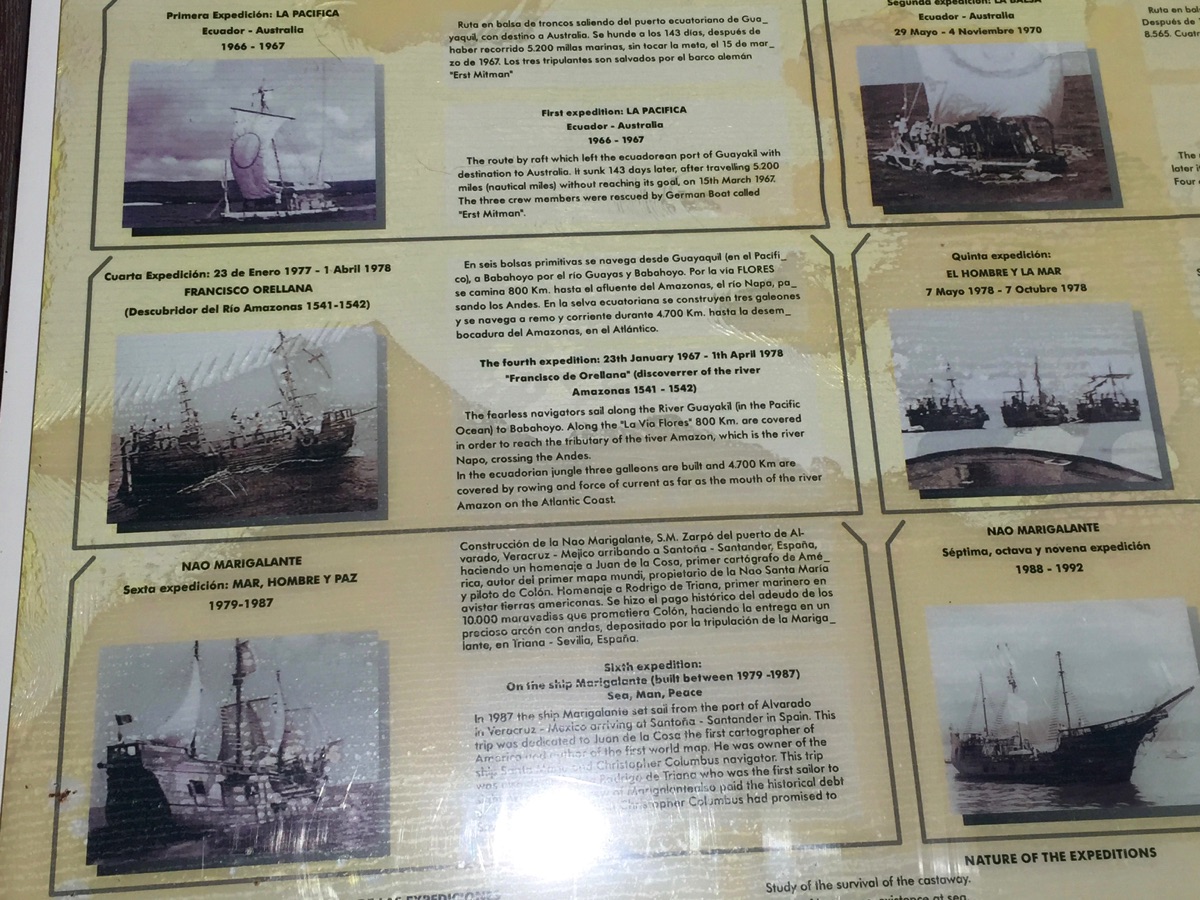 Primera Expedición: LA PACIFICA
Ecuador - Australia
1966 - 1967
Ruta en balsa de troncos saliendo del puerto ecuatoriano de Gua_
yaquil, con destino a Australia. Se hunde a los 143 días, después de
haber recorrido 5.200 millas marinas, sin tocar la meta, el 15 de mar_
zo de 1967. Los tres tripulantes son salvados por el barco alemán
"Erst Mitman"
First expedition: LA PACIFICA
Ecuador - Australia
1966 - 1967
The route by raft which left the ecuadorean port of Guayakil with
destination to Australia. It sunk 143 days later, after travelling 5.200
miles (nautical miles) without reaching its goal, on 15th March 1967.
The three crew members were rescued by German Boat called
"Erst Mitman".
Segunda expedición: LA BALSA
Ecuador - Australia
29 Mayo - 4 Noviembre 1970
Ruta en
Después de
8.565.
The
later
Four
Cuarta Expedición: 23 de Enero 1977 - 1 Abril 1978
FRANCISCO ORELLANA
(Descubridor del Río Amazonas 1541-1542)
En seis bolsas primitivas se navega desde Guayaquil (en el Pacifi_
co), a Babahoyo por el río Guayas y Babahoyo. Por la vía FLORES
se camina 800 Km. hasta el afluente del Amazonas, el río Napa, pa_
sando los Andes. En la selva ecuatoriana se construyen tres galeones
y se navega a remo y corriente durante 4.700 Km. hasta la desem_
bocadura del Amazonas, en el Atlántico.
The fourth expedition: 23th January 1967 - 1th April 1978
"Francisco de Orellana" (discoverrer of the river
Amazonas 1541 - 1542)
The fearless navigators sail along the River Guayakil (in the Pacific
Ocean) to Babahoyo. Along the "La Via Flores" 800 Km. are covered
in order to reach the tributary of the tiver Amazon, which is the river
Napo, crossing the Andes.
In the ecuadorian jungle three galleons are built and 4.700 Km are
covered by rowing and force of current as far as the mouth of the river
Amazon on the Atlantic Coast.
Quinta expedición:
EL HOMBRE Y LA MAR
7 Mayo 1978 - 7 Octubre 1978
NAO MARIGALANTE
Sexta expedición: MAR, HOMBRE Y PAZ
1979-1987
Construcción de la Nao Marigalante, S.M. Zarpó del puerto de Al-
varado, Veracruz - Mejico arribando a Santoña - Santander, España,
haciendo un homenaje a Juan de la Cosa, primer cartógrafo de Amé_
rica, autor del primer mapa mundi, propietario de la Nao Santa María
y piloto de Colón. Homenaje a Rodrigo de Triana, primer marinero en
avistar tierras americanas. Se hizo el pago histórico del adeudo de los
10.000 maravedíes que prometiera Colón, haciendo la entrega en un
precioso arcón con andas, depositado por la tripulación de la Mariga_
lante, en Triana - Sevilla, España.
Sixth expedition:
On the ship Marigalante (built between 1979 -1987)
Sea, Man, Peace
In 1987 the ship Marigalante set sail from the port of Alvarado
in Veracruz - Mexico arriving at Santoña - Santander in Spain. This
trip was dedicated to Juan de la Cosa the first cartographer of
America and author of the first world map. He was owner of the
ship Christopher Columbus navigator. This trip
was Rodrigo de Triana who was the first sailor to
of Marigalantealso paid the historical debt
Christopher Columbus had promised to
NAO MARIGALANTE
Séptima, octava y novena expedición
1988 - 1992
DE LAS EXPEDICIONES
NATURE OF THE EXPEDITIONS
Study of the survival of the castaway.
existence at sea.